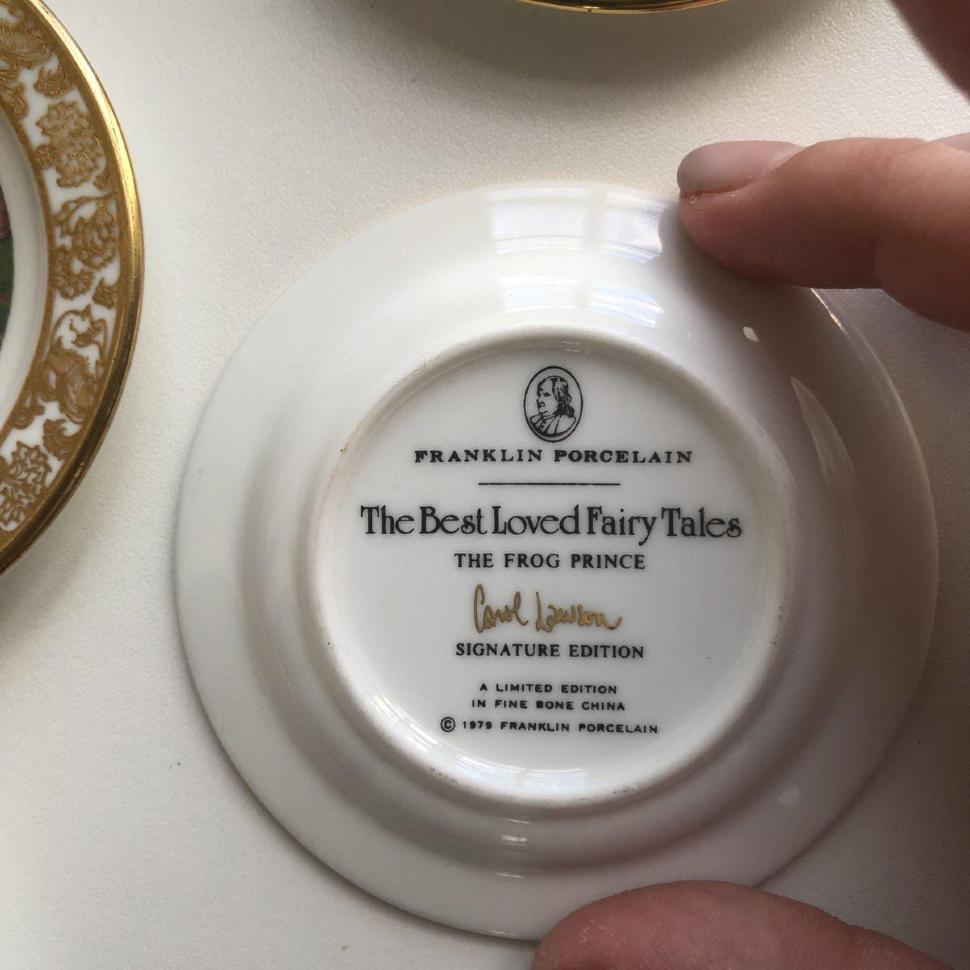 FRANKLIN PORCELAIN
The Best Loved Fairy Tales
THE FROG PRINCE
Carol Lawson
SIGNATURE EDITION
A LIMITED EDITION
IN FINE BONE CHINA
© 1979 FRANKLIN PORCELAIN